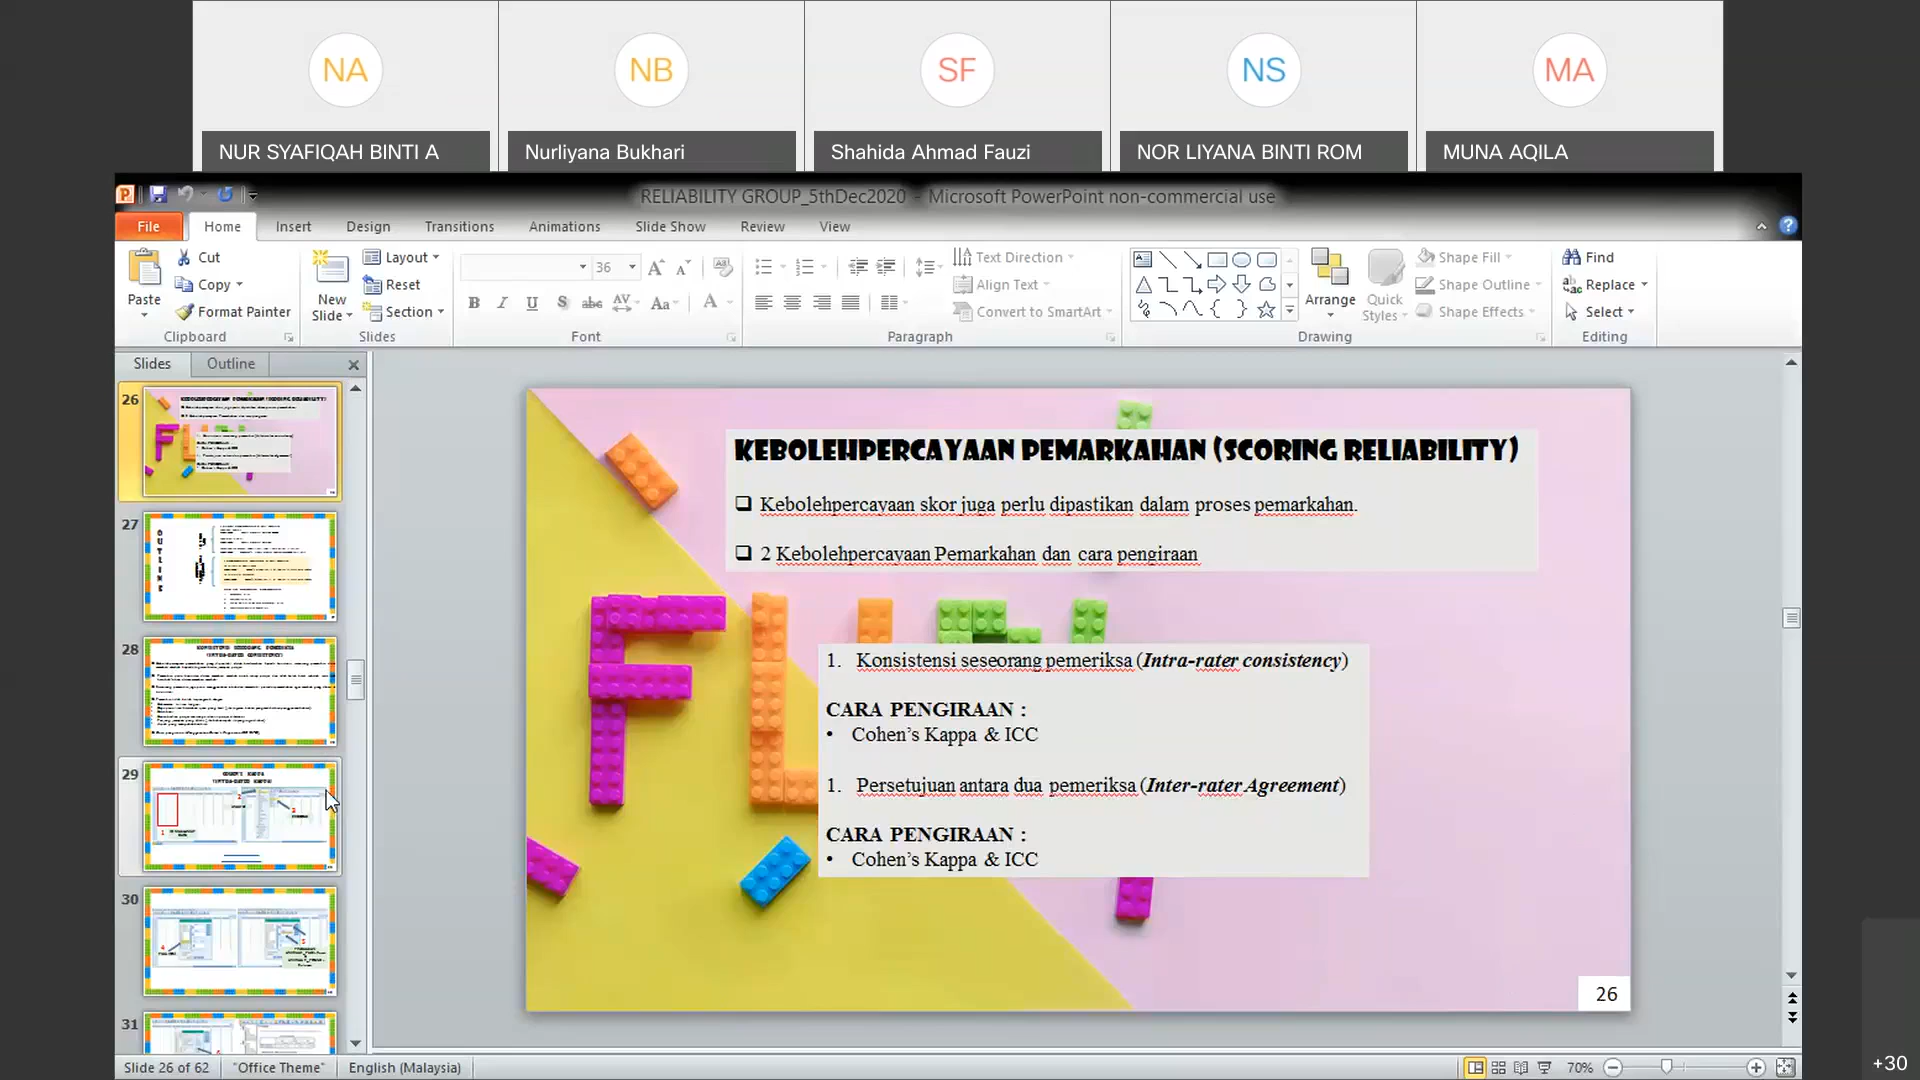 NA
NB
SF
NS
MA
NUR SYAFIQAH BINTI A
Nurliyana Bukhari
Shahida Ahmad Fauzi
NOR LIYANA BINTI ROM
MUNA AQILA
RELIABILITY GROUP_5thDec2020 - Microsoft PowerPoint non-commercial use
File Home Insert Design Transitions Animations Slide Show Review View
Paste
Cut
Copy
Format Painter
Clipboard
New Slide
Layout
Reset
Section
Slides
36
Font
Paragraph
Text Direction
Align Text
Convert to SmartArt
Arrange
Quick Styles
Shape Fill
Shape Outline
Shape Effects
Drawing
Find
Replace
Select
Editing
Slides Outline
26
27
28
29
30
31
KEBOLEHPERCAYAAN PEMARKAHAN (SCORING RELIABILITY)
Kebolehpercayaan skor juga perlu dipastikan dalam proses pemarkahan.
2 Kebolehpercayaan Pemarkahan dan cara pengiraan
1. Konsistensi seseorang pemeriksa (Intra-rater consistency)
CARA PENGIRAAN :
• Cohen's Kappa & ICC
1. Persetujuan antara dua pemeriksa (Inter-rater Agreement)
CARA PENGIRAAN :
• Cohen's Kappa & ICC
26
Slide 26 of 62 "Office Theme" English (Malaysia)
70%
+30